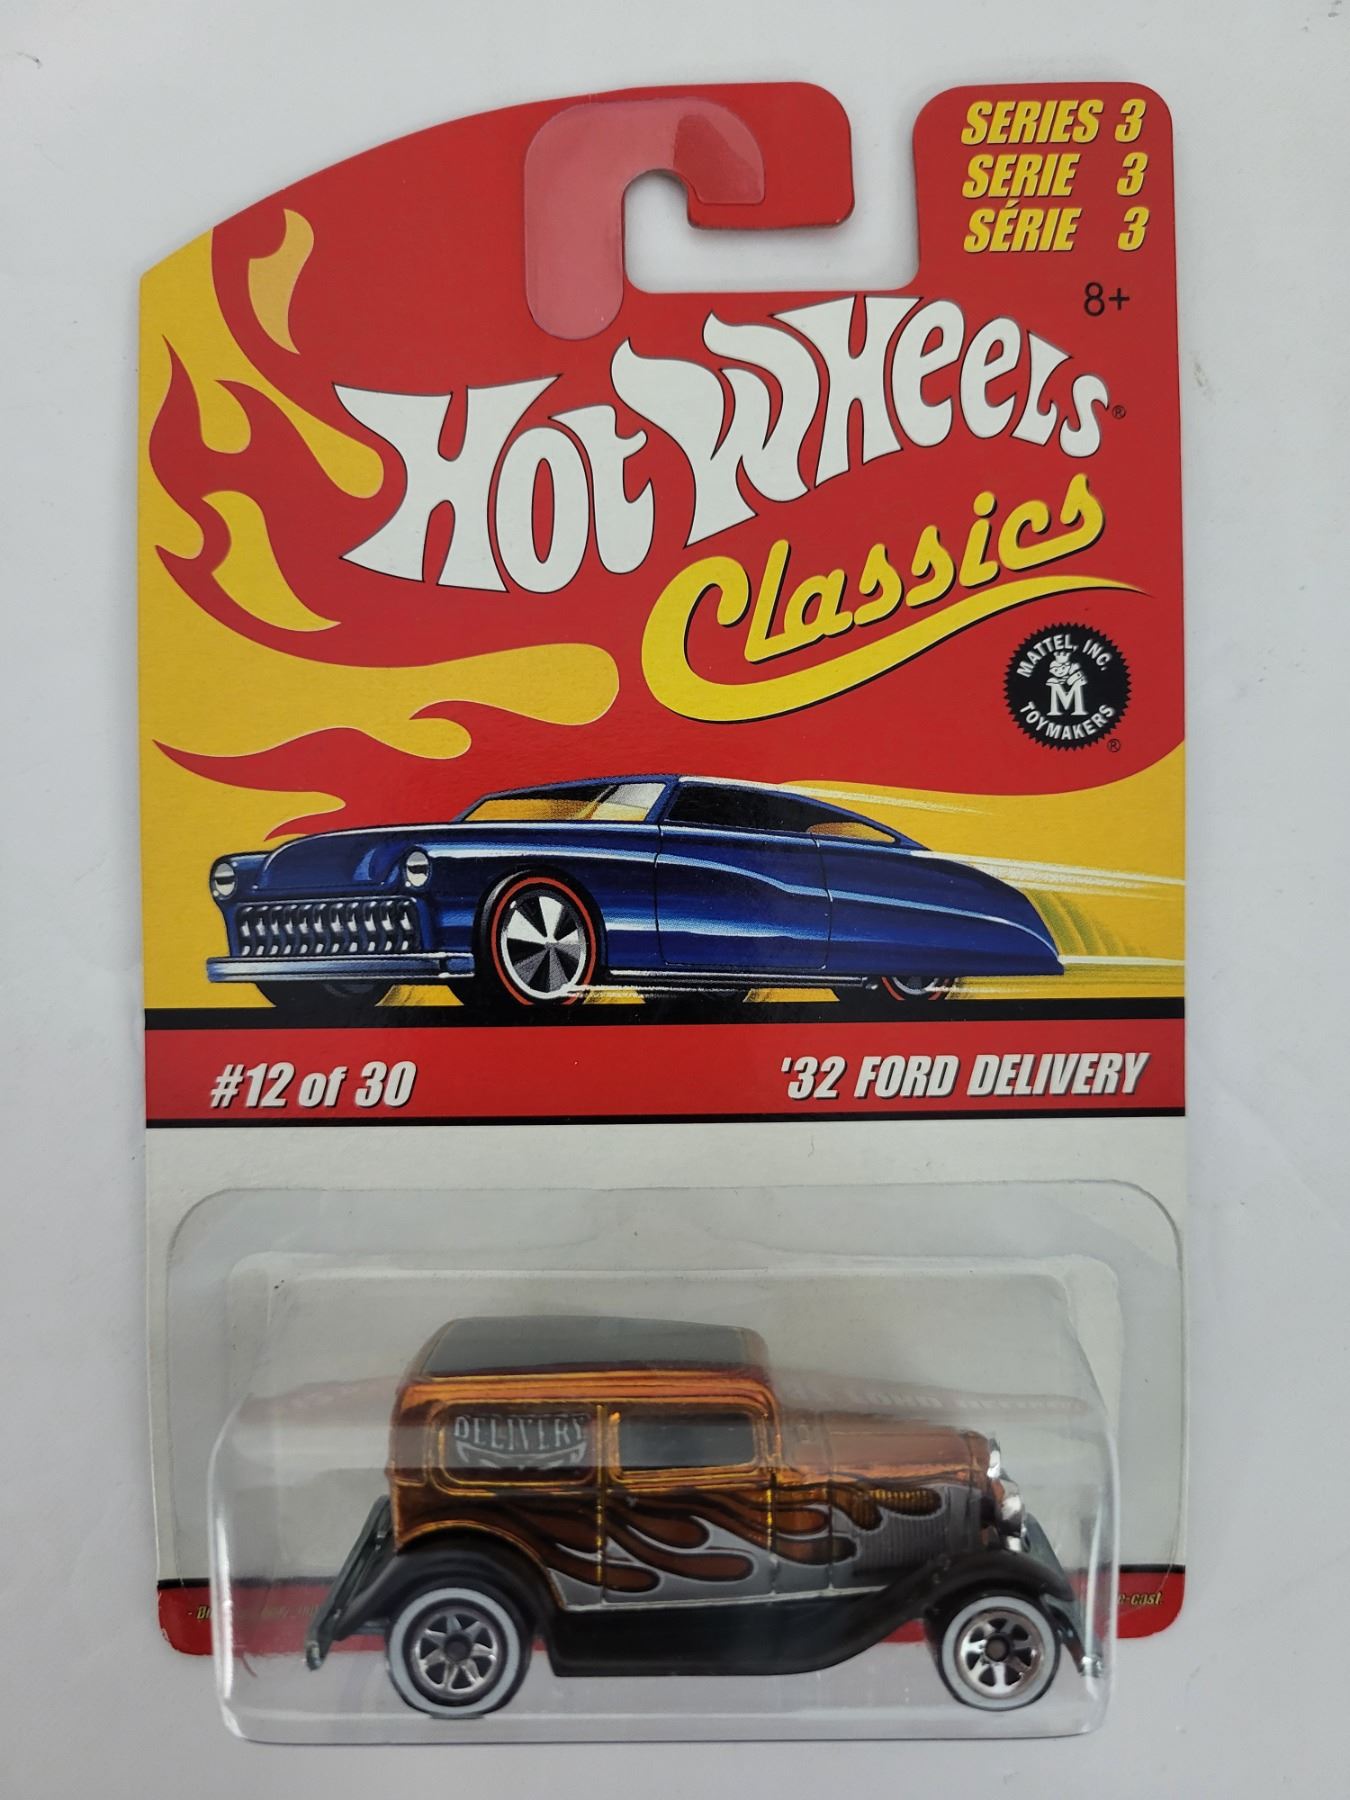 SERIES 3
SERIE 3
SÉRIE 3
8+
HOT WHEELS®
Classics
MATTEL, INC.
M
TOYMAKERS
®
#12 of 30
'32 FORD DELIVERY
DELIVERY
e-cast